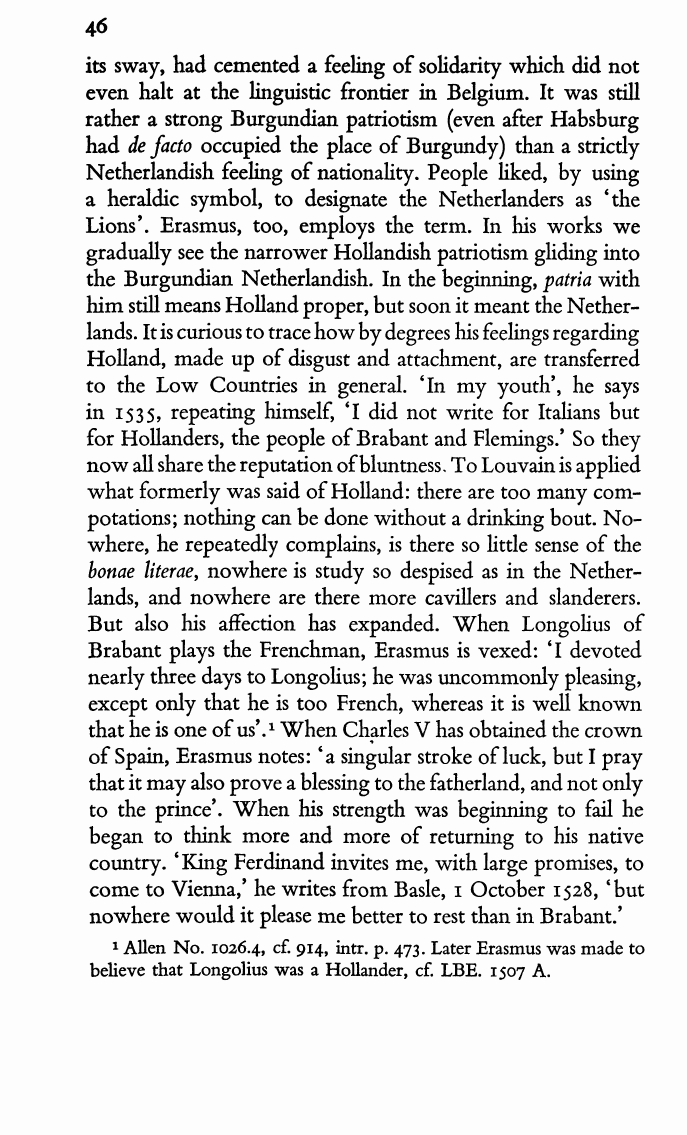 46
its sway, had cemented a feeling of solidarity which did not
even halt at the linguistic frontier in Belgium. It was still
rather a strong Burgundian patriotism (even after Habsburg
had de facto occupied the place of Burgundy) than a strictly
Netherlandish feeling of nationality. People liked, by using
a heraldic symbol, to designate the Netherlanders as ‘the
Lions’. Erasmus, too, employs the term. In his works we
gradually see the narrower Hollandish patriotism gliding into
the Burgundian Netherlandish. In the beginning, patria with
him still means Holland proper, but soon it meant the Nether-
lands. It is curious to trace how by degrees his feelings regarding
Holland, made up of disgust and attachment, are transferred
to the Low Countries in general. ‘In my youth’, he says
in 1535, repeating himself, ‘I did not write for Italians but
for Hollanders, the people of Brabant and Flemings.’ So they
now all share the reputation of bluntness. To Louvain is applied
what formerly was said of Holland: there are too many com-
potations; nothing can be done without a drinking bout. No-
where, he repeatedly complains, is there so little sense of the
bonae literae, nowhere is study so despised as in the Nether-
lands, and nowhere are there more cavillers and slanderers.
But also his affection has expanded. When Longolius of
Brabant plays the Frenchman, Erasmus is vexed: ‘I devoted
nearly three days to Longolius; he was uncommonly pleasing,
except only that he is too French, whereas it is well known
that he is one of us’.¹ When Charles V has obtained the crown
of Spain, Erasmus notes: ‘a singular stroke of luck, but I pray
that it may also prove a blessing to the fatherland, and not only
to the prince’. When his strength was beginning to fail he
began to think more and more of returning to his native
country. ‘King Ferdinand invites me, with large promises, to
come to Vienna,’ he writes from Basle, 1 October 1528, ‘but
nowhere would it please me better to rest than in Brabant.’
¹ Allen No. 1026.4, cf. 914, intr. p. 473. Later Erasmus was made to
believe that Longolius was a Hollander, cf. LBE. 1507 A.